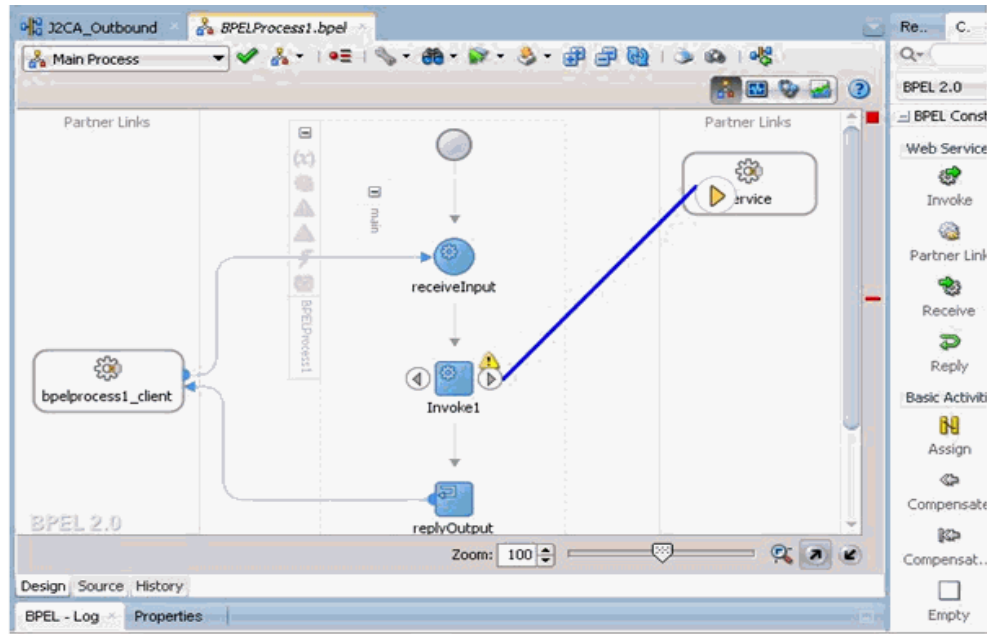 J2CA_Outbound
BPELProcess1.bpel
Re..
C.
Main Process
BPEL 2.0
BPEL Const
Partner Links
Partner Links
Web Service
Invoke
ervice
main
Partner Link
receiveInput
BPELProcess1
Receive
Reply
bpelprocess1_client
Invoke1
Basic Activiti
Assign
Compensate
BPEL 2.0
replyOutput
Zoom: 100
Compensat...
Design Source History
Empty
BPEL - Log
Properties